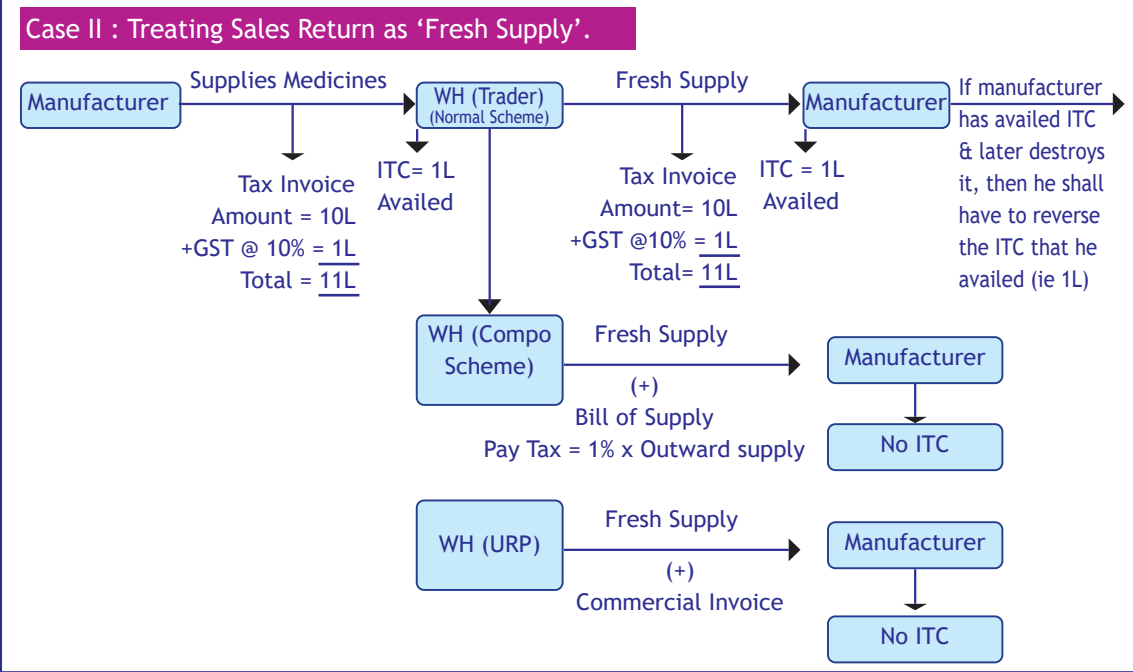 Case II : Treating Sales Return as ‘Fresh Supply’.
Manufacturer
Supplies Medicines
WH (Trader)
(Normal Scheme)
Fresh Supply
Manufacturer
If manufacturer
has availed ITC
& later destroys
it, then he shall
have to reverse
the ITC that he
availed (ie 1L)
Tax Invoice
Amount = 10L
+GST @ 10% = 1L
Total = 11L
ITC= 1L
Availed
Tax Invoice
Amount= 10L
+GST @10% = 1L
Total= 11L
ITC = 1L
Availed
WH (Compo
Scheme)
Fresh Supply
(+)
Bill of Supply
Pay Tax = 1% x Outward supply
Manufacturer
No ITC
WH (URP)
Fresh Supply
(+)
Commercial Invoice
Manufacturer
No ITC